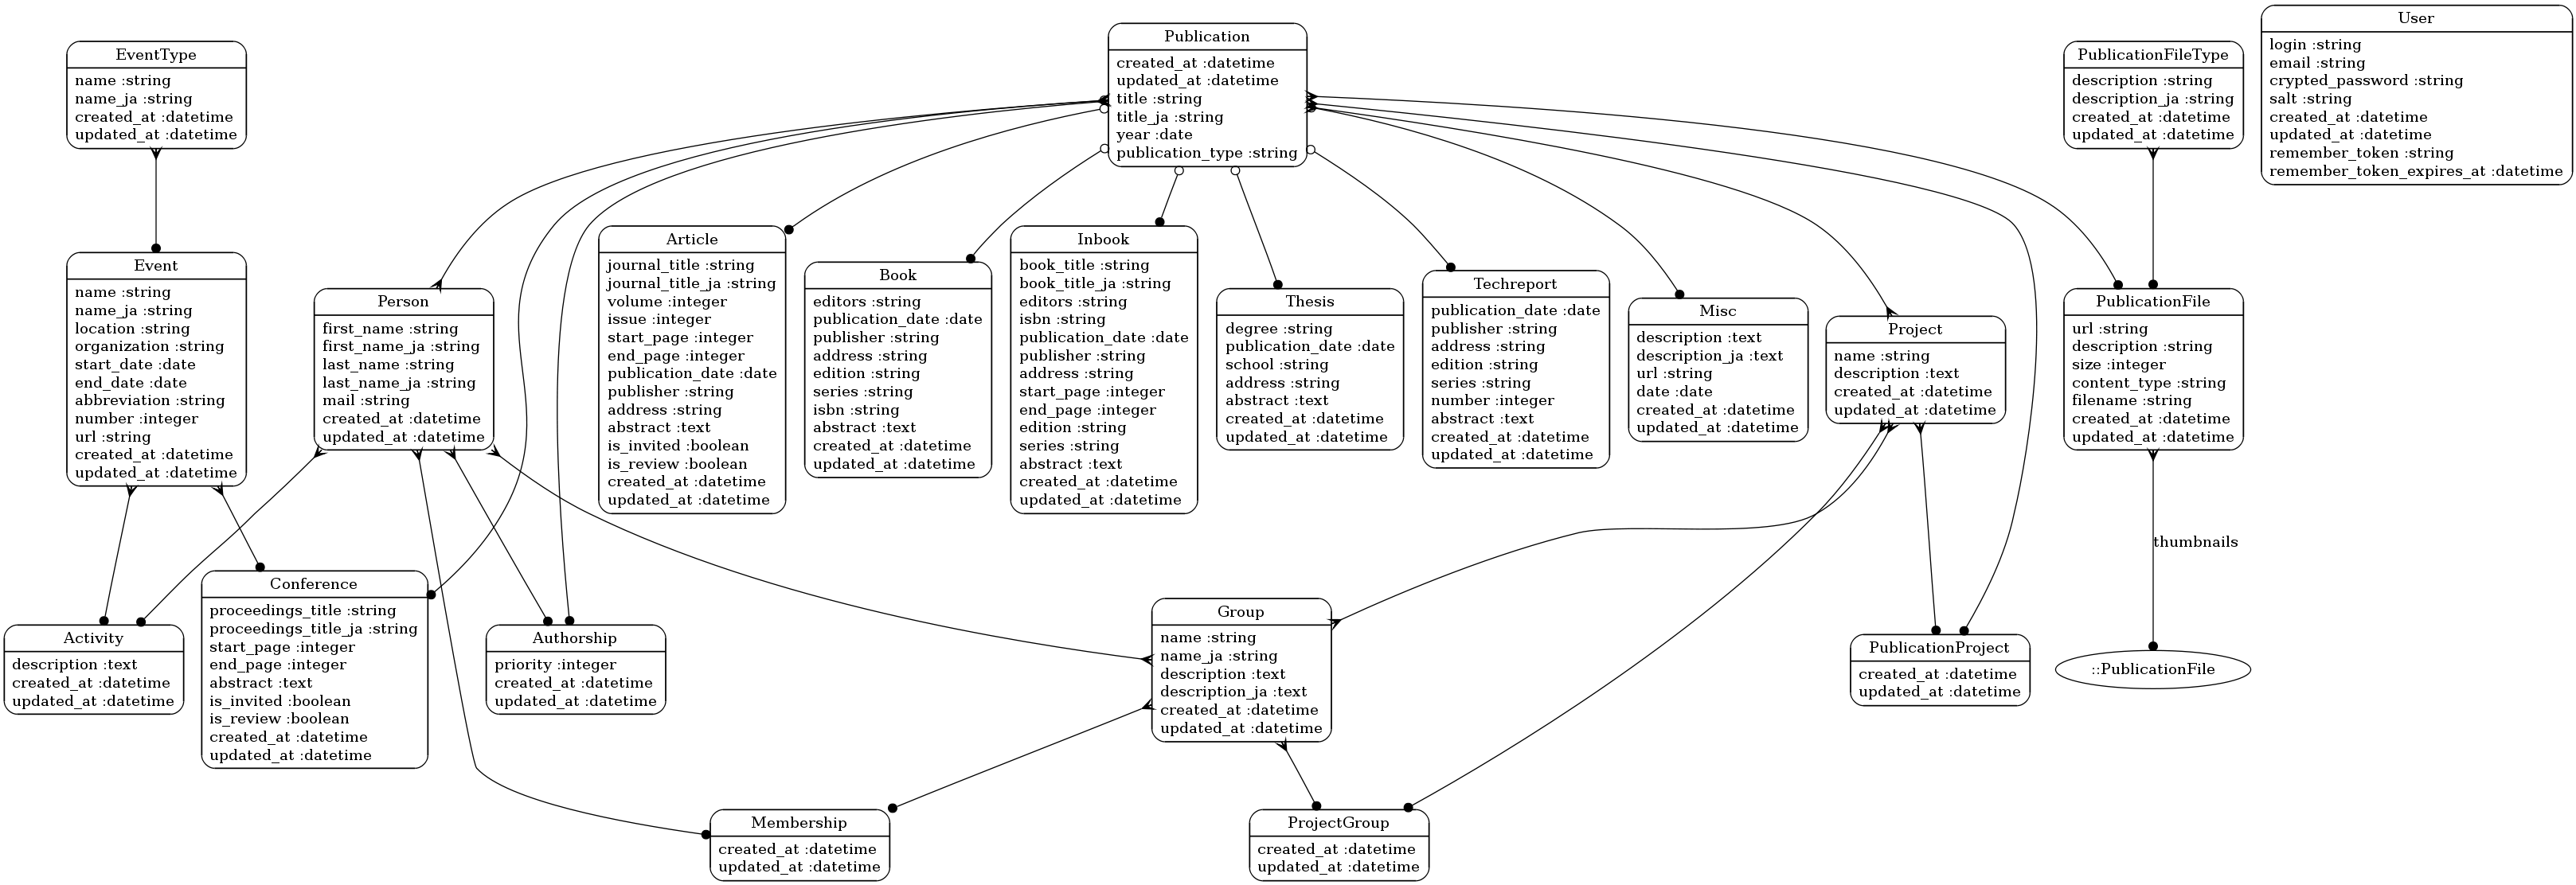 EventType
name :string
name_ja :string
created_at :datetime
updated_at :datetime
Publication
created_at :datetime
updated_at :datetime
title :string
title_ja :string
year :date
publication_type :string
PublicationFileType
description :string
description_ja :string
created_at :datetime
updated_at :datetime
User
login :string
email :string
crypted_password :string
salt :string
created_at :datetime
updated_at :datetime
remember_token :string
remember_token_expires_at :datetime
Event
name :string
name_ja :string
location :string
organization :string
start_date :date
end_date :date
abbreviation :string
number :integer
url :string
created_at :datetime
updated_at :datetime
Person
first_name :string
first_name_ja :string
last_name :string
last_name_ja :string
mail :string
created_at :datetime
updated_at :datetime
Article
journal_title :string
journal_title_ja :string
volume :integer
issue :integer
start_page :integer
end_page :integer
publication_date :date
publisher :string
address :string
abstract :text
is_invited :boolean
is_review :boolean
created_at :datetime
updated_at :datetime
Book
editors :string
publication_date :date
publisher :string
address :string
edition :string
series :string
isbn :string
abstract :text
created_at :datetime
updated_at :datetime
Inbook
book_title :string
book_title_ja :string
editors :string
isbn :string
publication_date :date
publisher :string
address :string
start_page :integer
end_page :integer
edition :string
series :string
abstract :text
created_at :datetime
updated_at :datetime
Thesis
degree :string
publication_date :date
school :string
address :string
abstract :text
created_at :datetime
updated_at :datetime
Techreport
publication_date :date
publisher :string
address :string
edition :string
series :string
number :integer
abstract :text
created_at :datetime
updated_at :datetime
Misc
description :text
description_ja :text
url :string
date :date
created_at :datetime
updated_at :datetime
Project
name :string
description :text
created_at :datetime
updated_at :datetime
PublicationFile
url :string
description :string
size :integer
content_type :string
filename :string
created_at :datetime
updated_at :datetime
thumbnails
Activity
description :text
created_at :datetime
updated_at :datetime
Conference
proceedings_title :string
proceedings_title_ja :string
start_page :integer
end_page :integer
abstract :text
is_invited :boolean
is_review :boolean
created_at :datetime
updated_at :datetime
Authorship
priority :integer
created_at :datetime
updated_at :datetime
Group
name :string
name_ja :string
description :text
description_ja :text
created_at :datetime
updated_at :datetime
PublicationProject
created_at :datetime
updated_at :datetime
::PublicationFile
Membership
created_at :datetime
updated_at :datetime
ProjectGroup
created_at :datetime
updated_at :datetime